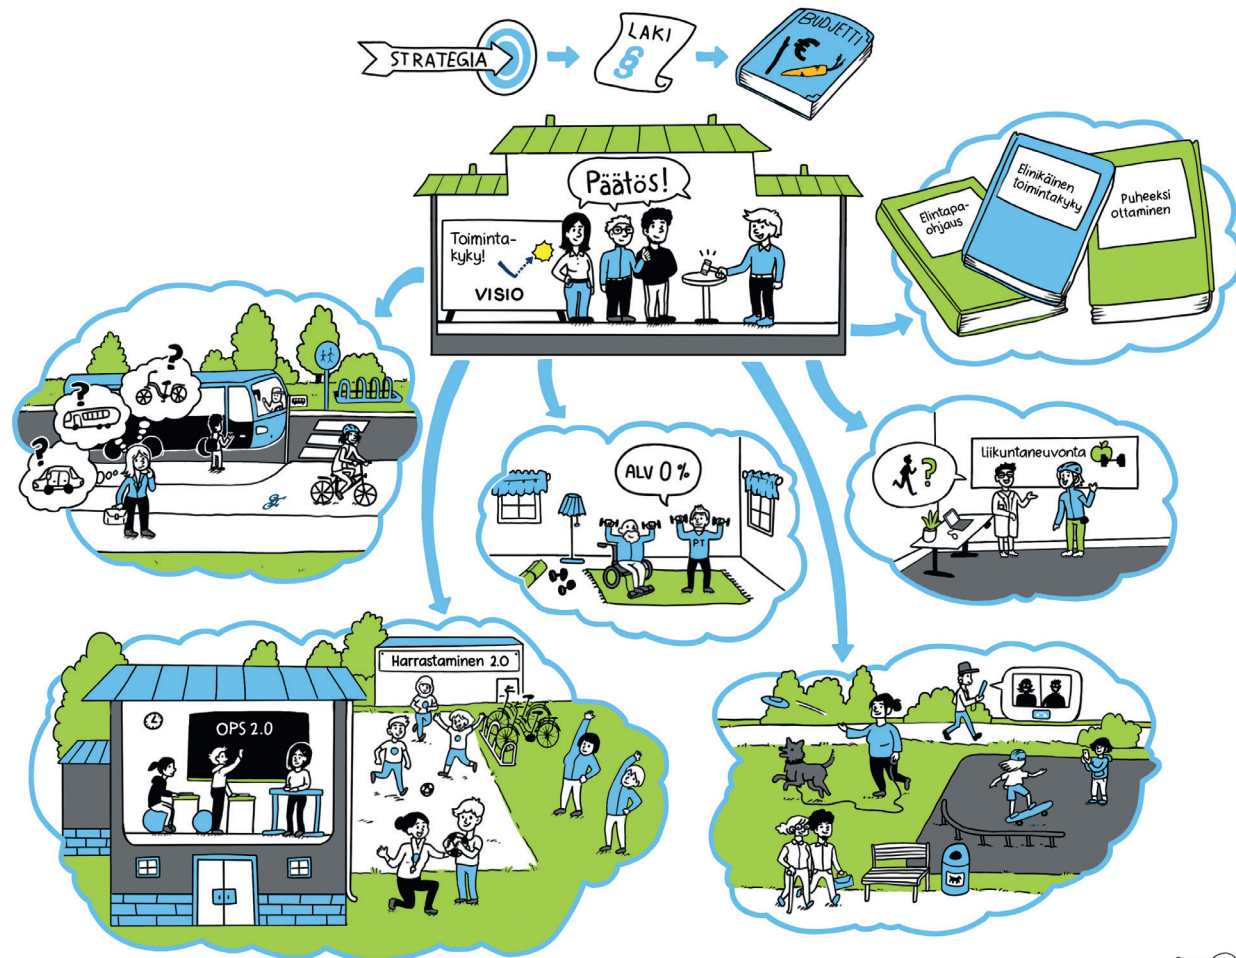 STRATEGIA
LAKI
§
BUDJETTI
€
Päätös!
Toiminta-
kyky!
VISIO
Elintapa-
ohjaus
Elinikäinen
toimintakyky
Puheeksi
ottaminen
?
?
?
ALV 0 %
PT
?
Liikuntaneuvonta
Harrastaminen 2.0
OPS 2.0